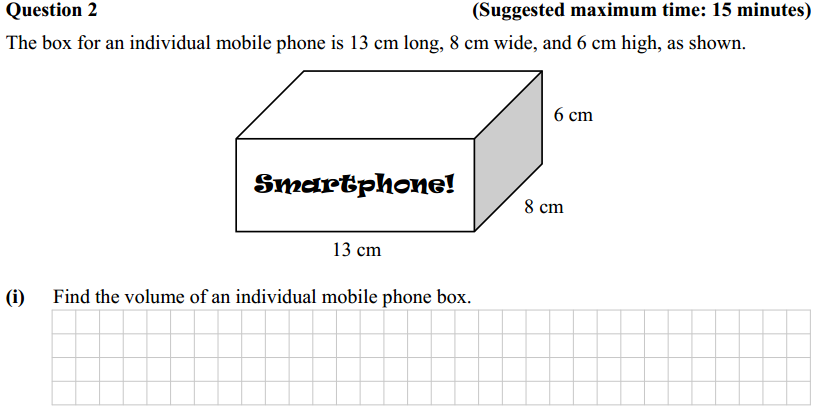 Question 2 (Suggested maximum time: 15 minutes)
The box for an individual mobile phone is 13 cm long, 8 cm wide, and 6 cm high, as shown.
6 cm
Smartphone!
8 cm
13 cm
(i) Find the volume of an individual mobile phone box.